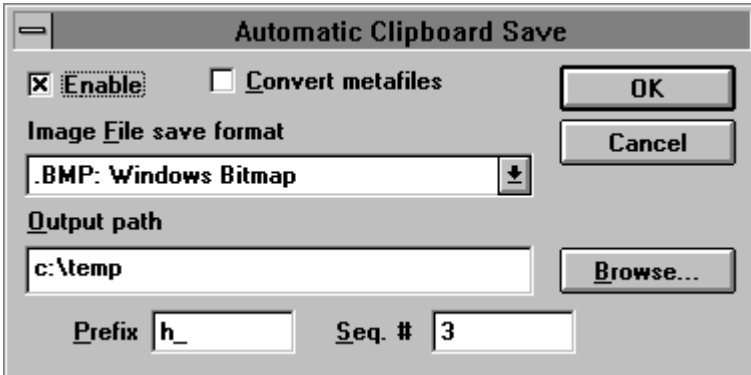 Automatic Clipboard Save
Enable
Convert metafiles
OK
Image File save format
Cancel
.BMP: Windows Bitmap
Output path
c:\temp
Browse...
Prefix h_ Seq. # 3